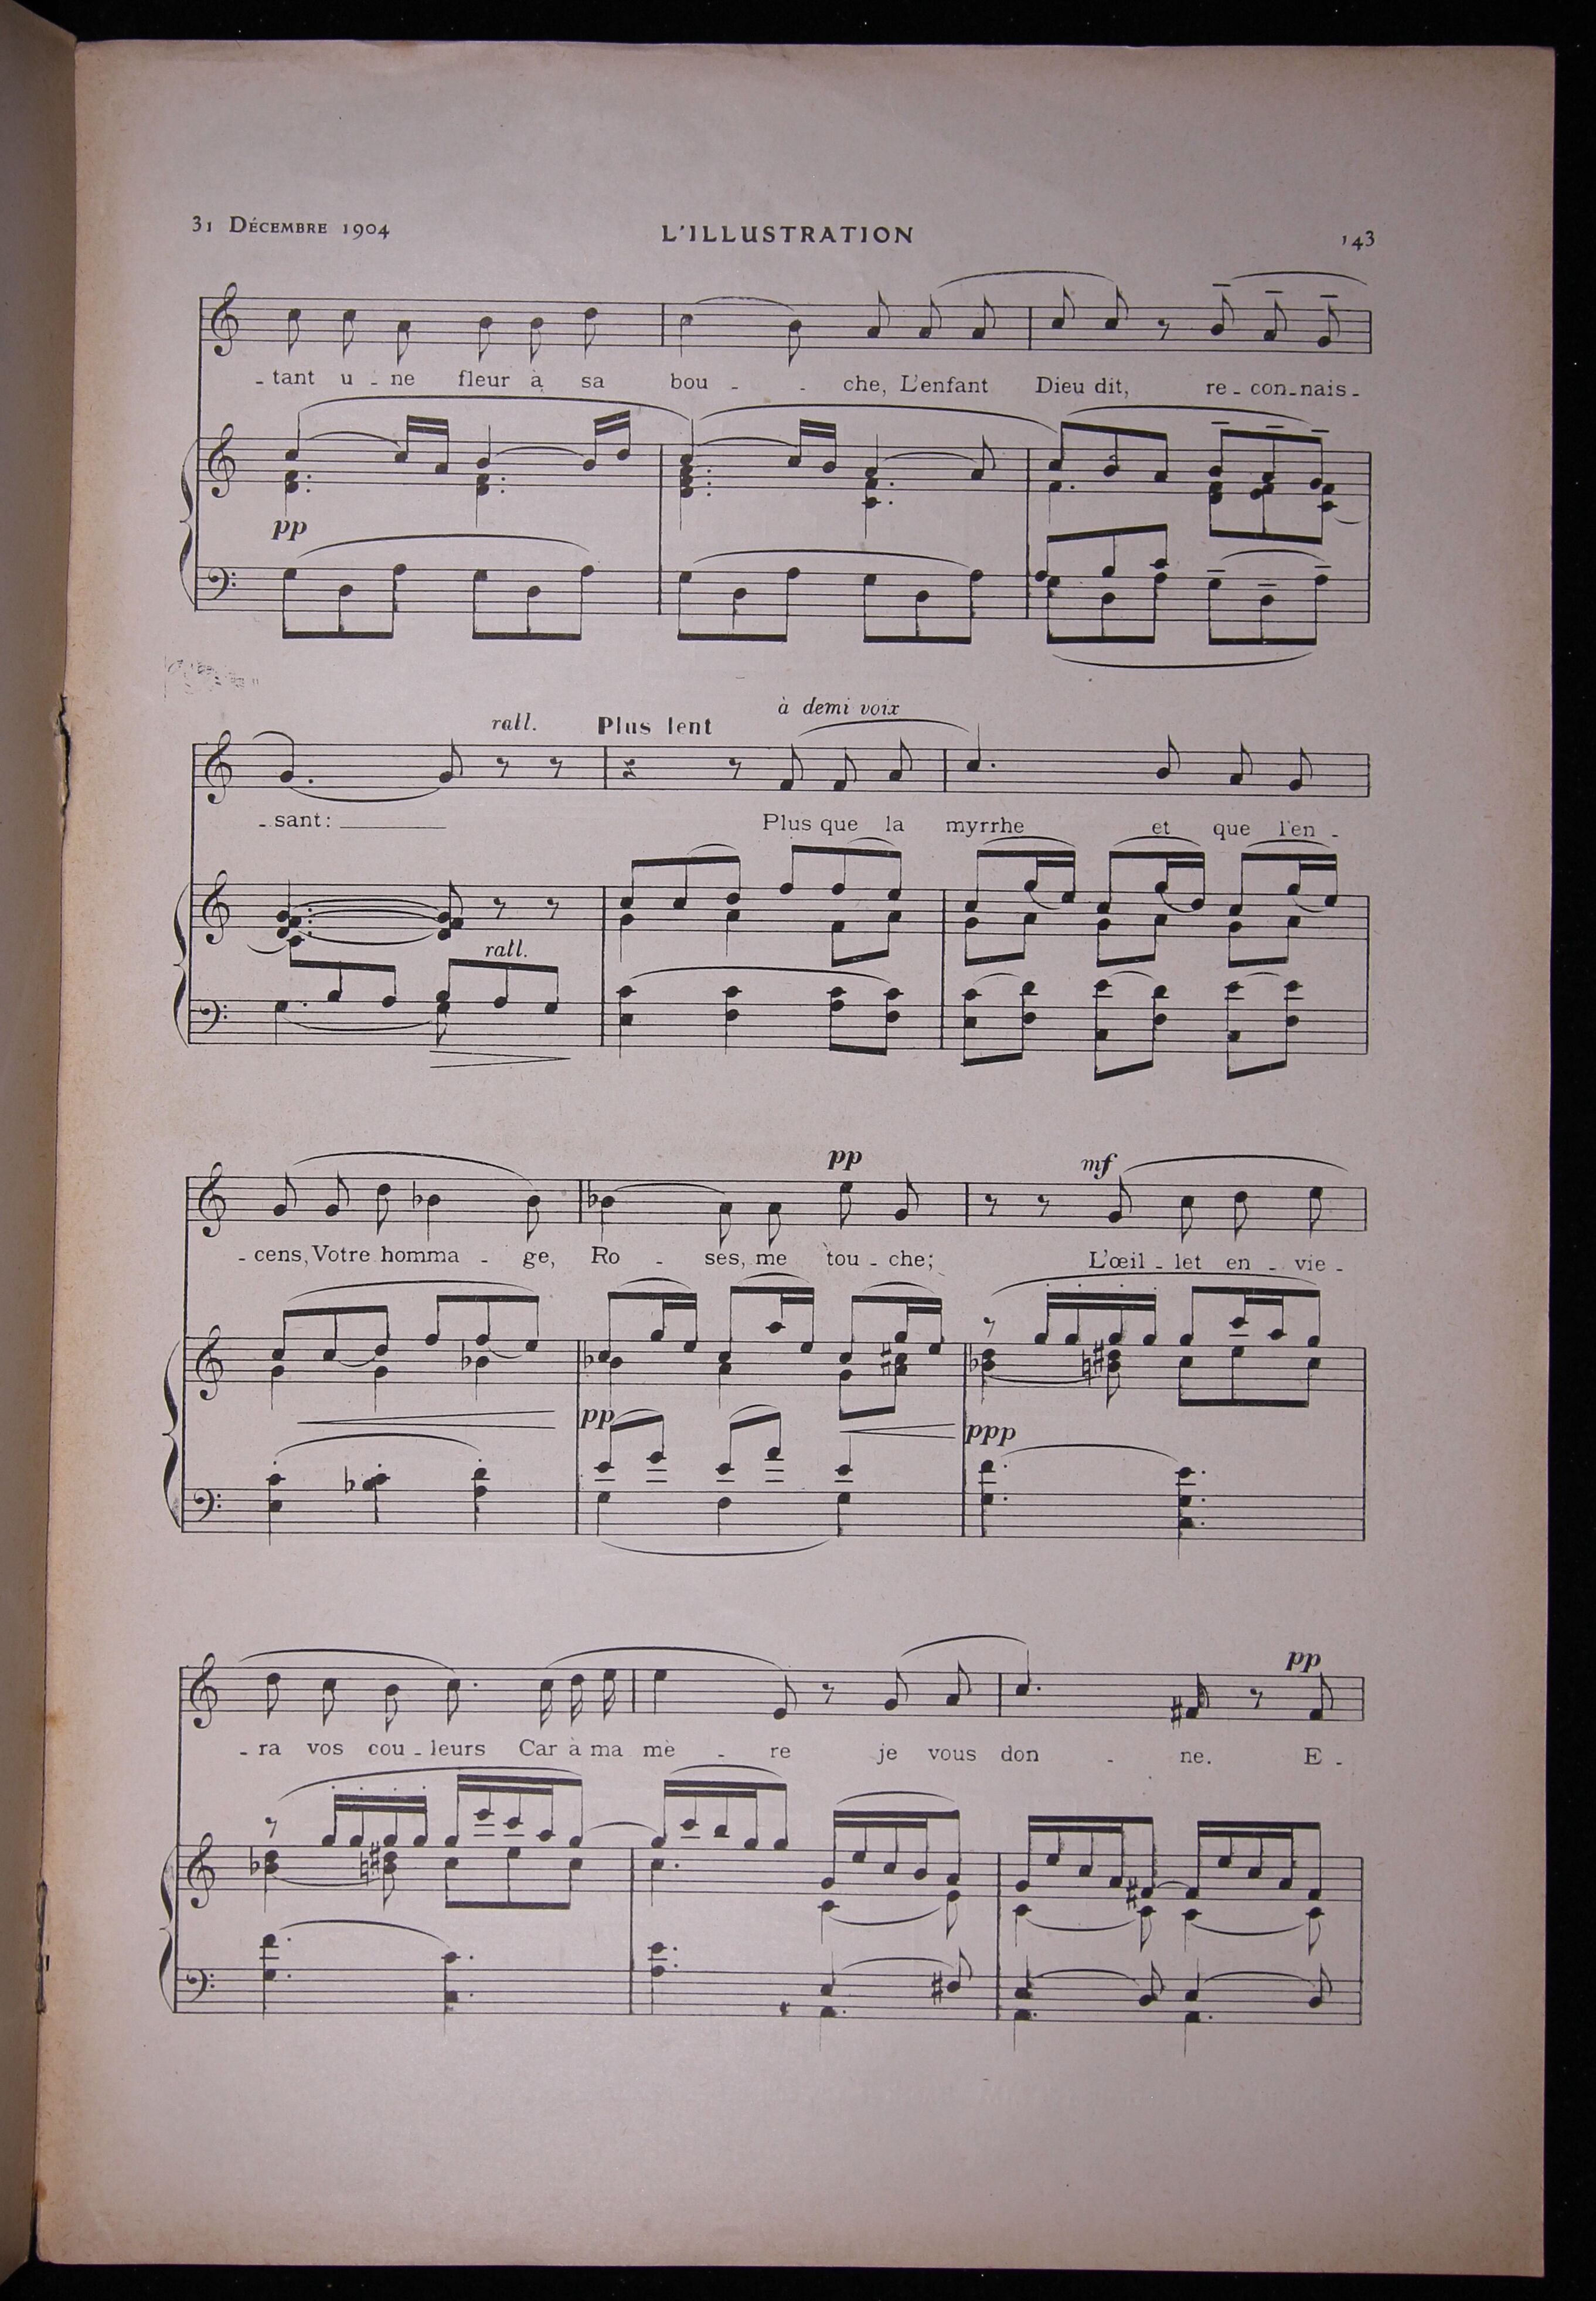 31 DÉCEMBRE 1904 L'ILLUSTRATION 143
- tant u - ne fleur à sa bou - - che, L'enfant Dieu dit, re - con - nais -
pp
rall. Plus lent à demi voix
- sant: Plus que la myrrhe et que l'en -
rall.
pp mf
- cens, Votre homma - ge, Ro - ses, me tou - che; L'œil - let en - vie -
pp ppp
pp
- ra vos cou - leurs Car à ma mè - re je vous don - ne. E -